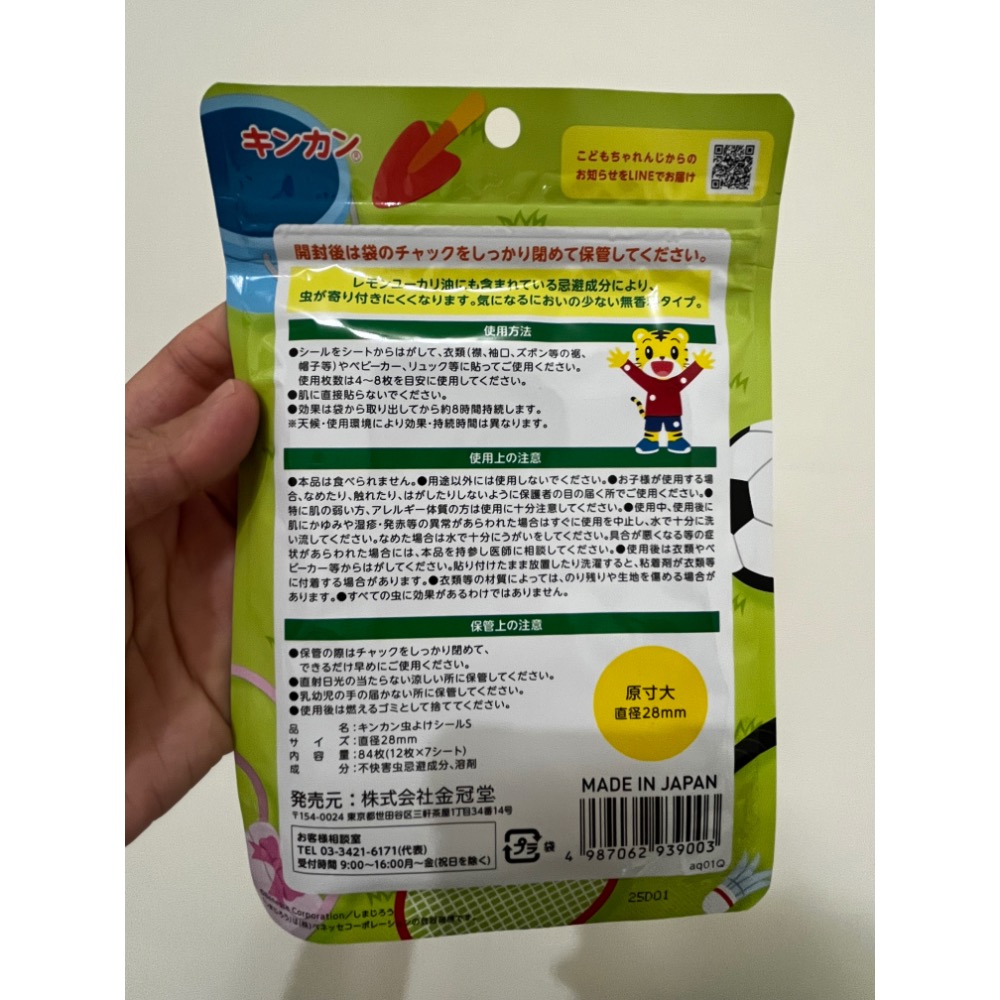 キンカン®
こどもちゃれんじからの
お知らせをLINEでお届け
開封後は袋のチャックをしっかり閉めて保管してください。
レモンユーカリ油にも含まれている忌避成分により、
虫が寄り付きにくくなります。気になるにおいの少ない無香料タイプ。
使用方法
●シールをシートからはがして、衣類(襟、袖口、ズボン等の裾、
帽子等)やベビーカー、リュック等に貼ってご使用ください。
使用枚数は4〜8枚を目安に使用してください。
●肌に直接貼らないでください。
●効果は袋から取り出してから約8時間持続します。
※天候・使用環境により効果・持続時間は異なります。
使用上の注意
●本品は食べられません。●用途以外には使用しないでください。●お子様が使用する場
合、なめたり、触れたり、はがしたりしないように保護者の目の届く所でご使用ください。●
特に肌の弱い方、アレルギー体質の方は使用に十分注意してください。●使用中、使用後に
肌にかゆみや湿疹・発赤等の異常があらわれた場合はすぐに使用を中止し、水で十分に洗
い流してください。なめた場合は水で十分にうがいをしてください。具合が悪くなる等の症
状があらわれた場合には、本品を持参し医師に相談してください。●使用後は衣類やベ
ビーカー等からはがしてください。貼り付けたまま放置したり洗濯すると、粘着剤が衣類等
に付着する場合があります。●衣類等の材質によっては、のり残りや生地を傷める場合が
あります。●すべての虫に効果があるわけではありません。
保管上の注意
●保管の際はチャックをしっかり閉めて、
できるだけ早めにご使用ください。
●直射日光の当たらない涼しい所に保管してください。
●乳幼児の手の届かない所に保管してください。
●使用後は燃えるゴミとして捨ててください。
原寸大
直径28mm
品名:キンカン虫よけシールS
サイズ:直径28mm
内容量:84枚(12枚×7シート)
成分:不快害虫忌避成分、溶剤
発売元:株式会社金冠堂
〒154-0024 東京都世田谷区三軒茶屋1丁目34番14号
お客様相談室
TEL 03-3421-6171(代表)
受付時間 9:00〜16:00月〜金(祝日を除く)
プラ 袋
MADE IN JAPAN
4 987062 939003
aq01Q
25D01
Corporation/しまじろう